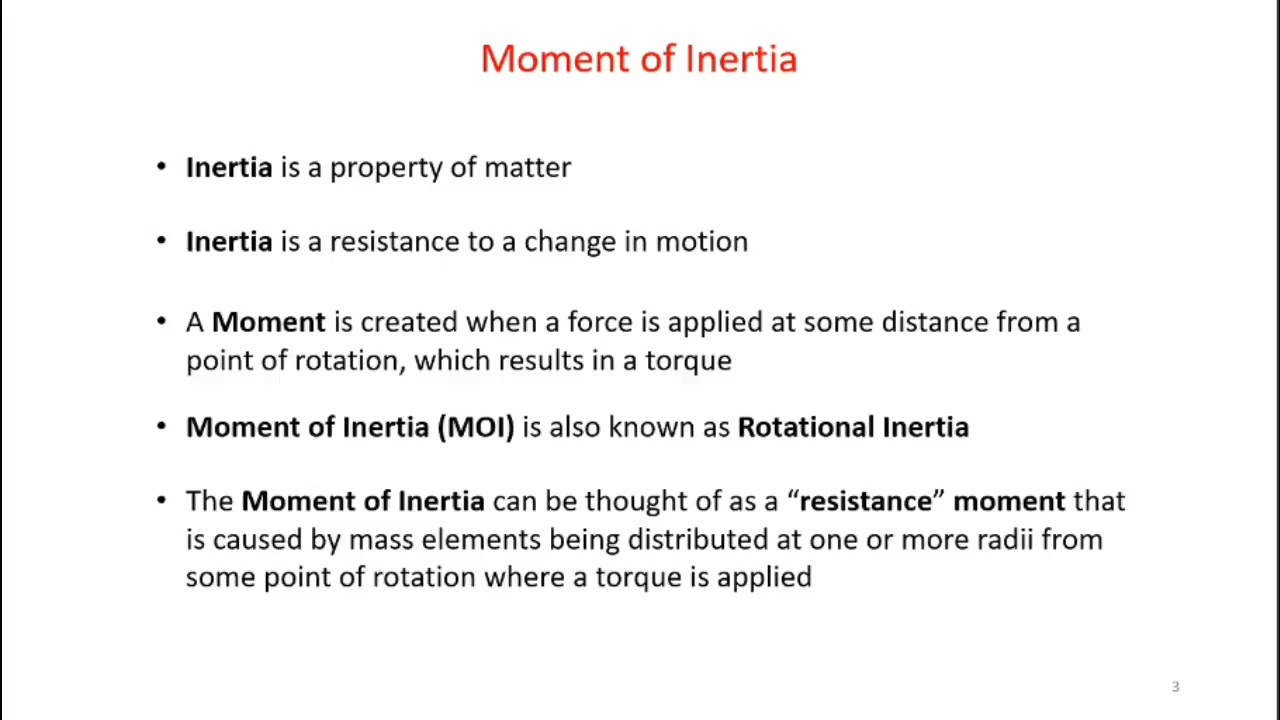 Moment of Inertia
• Inertia is a property of matter
• Inertia is a resistance to a change in motion
• A Moment is created when a force is applied at some distance from a
point of rotation, which results in a torque
• Moment of Inertia (MOI) is also known as Rotational Inertia
• The Moment of Inertia can be thought of as a “resistance” moment that
is caused by mass elements being distributed at one or more radii from
some point of rotation where a torque is applied
3